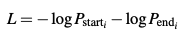 L = − log P_{start_i} − log P_{end_i}